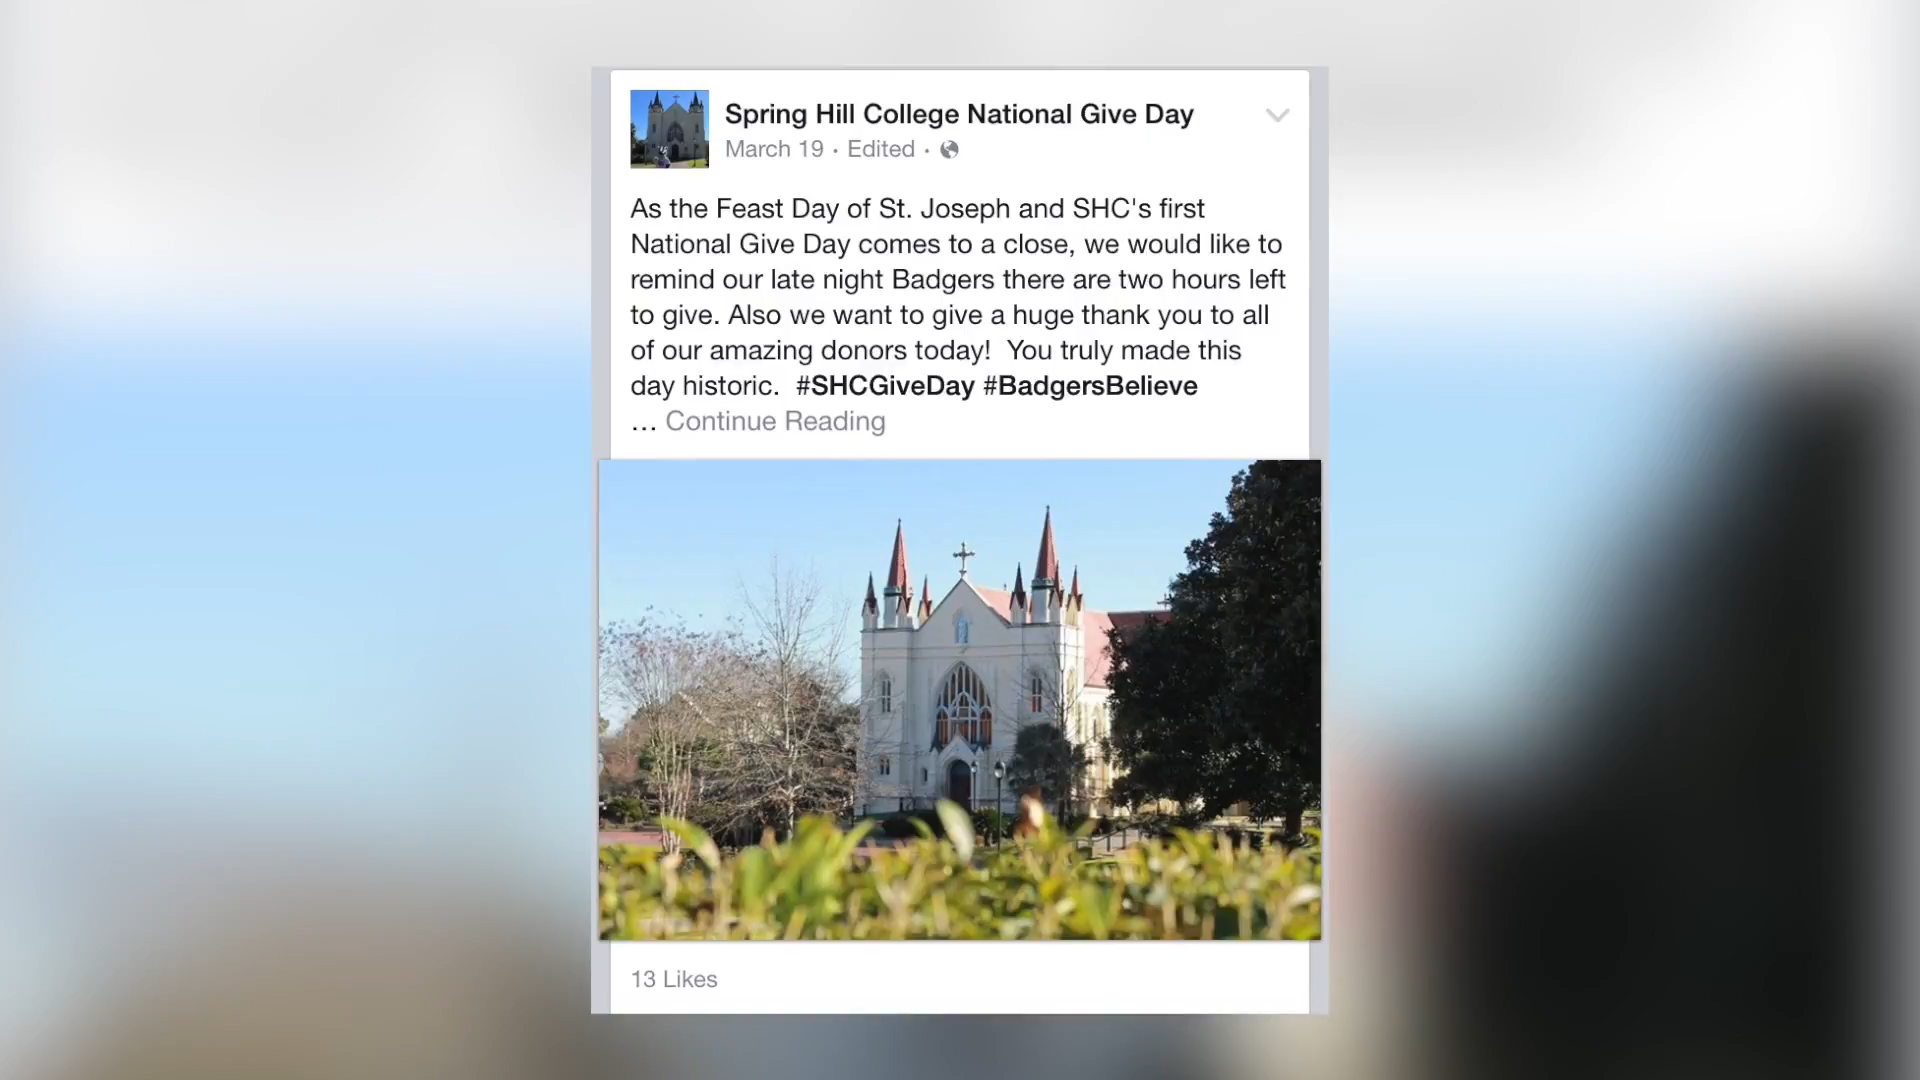 Spring Hill College National Give Day
March 19 · Edited ·
As the Feast Day of St. Joseph and SHC's first
National Give Day comes to a close, we would like to
remind our late night Badgers there are two hours left
to give. Also we want to give a huge thank you to all
of our amazing donors today!  You truly made this
day historic.  #SHCGiveDay #BadgersBelieve
... Continue Reading
13 Likes